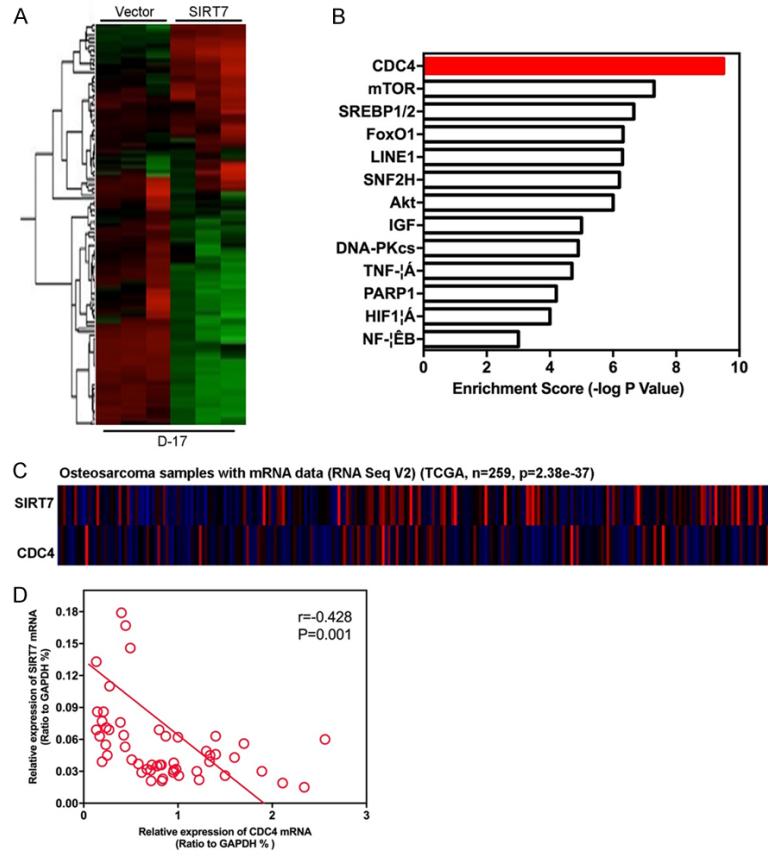 A
Vector SIRT7
D-17
B
CDC4
mTOR
SREBP1/2
FoxO1
LINE1
SNF2H
Akt
IGF
DNA-PKcs
TNF-¦Á
PARP1
HIF1¦Á
NF-¦ÊB
0 2 4 6 8 10
Enrichment Score (-log P Value)
C
Osteosarcoma samples with mRNA data (RNA Seq V2) (TCGA, n=259, p=2.38e-37)
SIRT7
CDC4
D
Relative expression of SIRT7 mRNA
(Ratio to GAPDH %)
0.18
0.15
0.12
0.09
0.06
0.03
0.00
r=-0.428
P=0.001
0 1 2 3
Relative expression of CDC4 mRNA
(Ratio to GAPDH % )